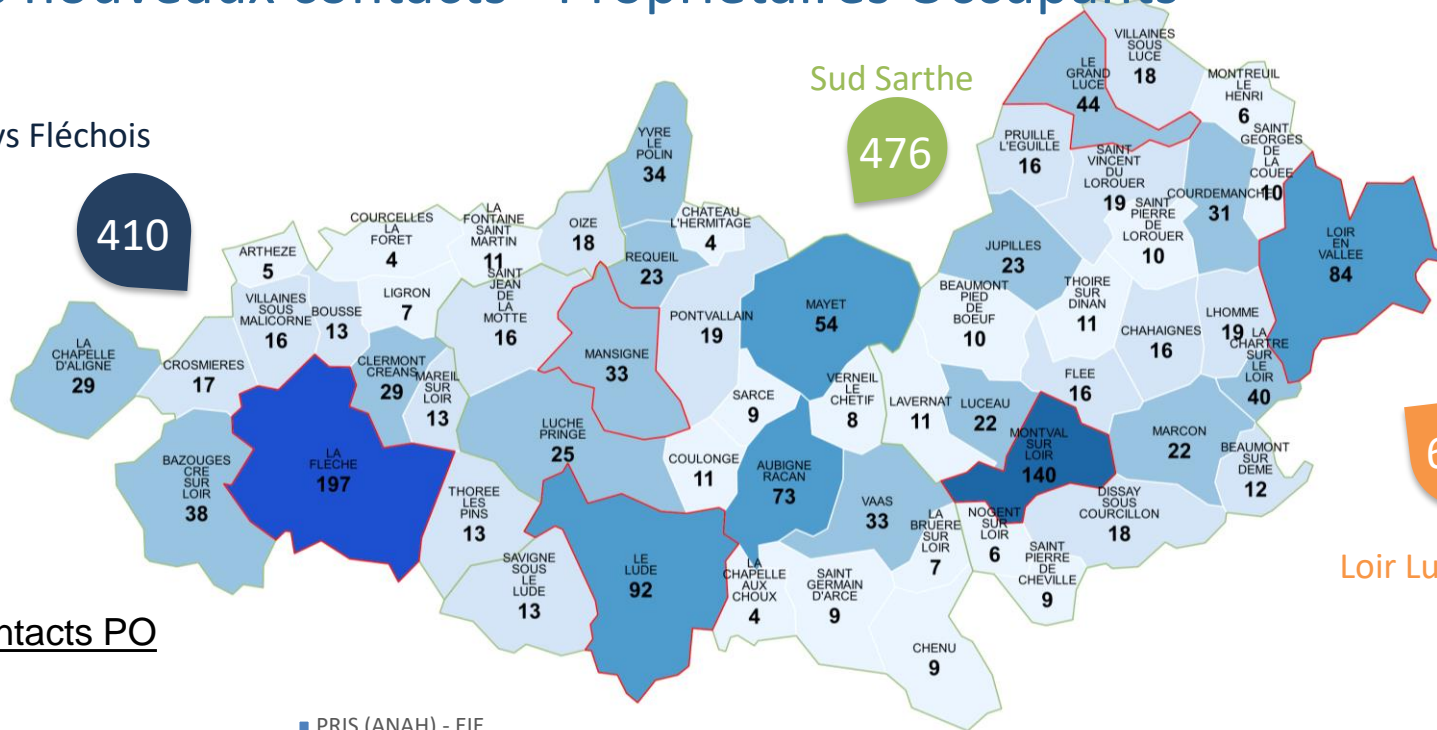 nouveaux contacts - Propriétaires Occupants
Sud Sarthe
476
Fléchois
410
LA
CHAPELLE
D'ALIGNE
29
CROSMIERES
17
BAZOUGES
CRE
SUR
LOIR
38
ARTHEZE
5
VILLAINES
SOUS
MALICORNE
16
BOUSSE
13
COURCELLES
LA
FORET
4
LIGRON
7
CLERMONT
CREANS
29
MAREIL
SUR
LOIR
13
LA
FLECHE
197
THOREE
LES
PINS
13
SAVIGNE
SOUS
LE
LUDE
13
LA
FONTAINE
SAINT
MARTIN
11
SAINT
JEAN
DE
LA
MOTTE
16
OIZE
18
YVRE
LE
POLIN
34
REQUEIL
23
CHATEAU
L'HERMITAGE
4
MANSIGNE
33
PONTVALLAIN
19
LUCHE
PRINGE
25
COULONGE
11
SARCE
9
MAYET
54
VERNEIL
LE
CHETIF
8
AUBIGNE
RACAN
73
LE
LUDE
92
LA
CHAPELLE
AUX
CHOUX
4
SAINT
GERMAIN
D'ARCE
9
VAAS
33
LA
BRUERE
SUR
LOIR
7
CHENU
9
LE
GRAND
LUCE
44
VILLAINES
SOUS
LUCE
18
MONTREUIL
LE
HENRI
6
SAINT
GEORGES
DE
LA
COUEE
10
PRUILLE
L'EGUILLE
16
SAINT
VINCENT
DU
LOROUER
19
COURDEMANCHE
31
SAINT
PIERRE
DE
LOROUER
10
LOIR
EN
VALLEE
84
JUPILLES
23
BEAUMONT
PIED
DE
BOEUF
10
THOIRE
SUR
DINAN
11
CHAHAIGNES
16
LHOMME
19
LA
CHARTRE
SUR
LE
LOIR
40
FLEE
16
LAVERNAT
11
LUCEAU
22
MONTVAL
SUR
LOIR
140
MARCON
22
BEAUMONT
SUR
DEME
12
DISSAY
SOUS
COURCILLON
18
NOGENT
SUR
LOIR
6
SAINT
PIERRE
DE
CHEVILLE
9
Loir Lu
ntacts PO
PRIS (ANAH) - EIE